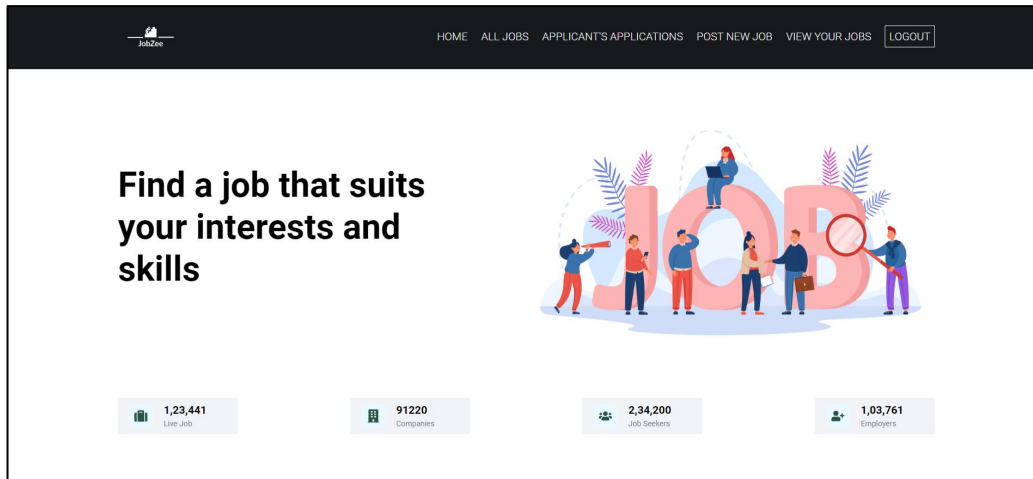 JobZee
HOME ALL JOBS APPLICANT'S APPLICATIONS POST NEW JOB VIEW YOUR JOBS LOGOUT
Find a job that suits
your interests and
skills
JOB
1,23,441
Live Job
91220
Companies
2,34,200
Job Seekers
1,03,761
Employers